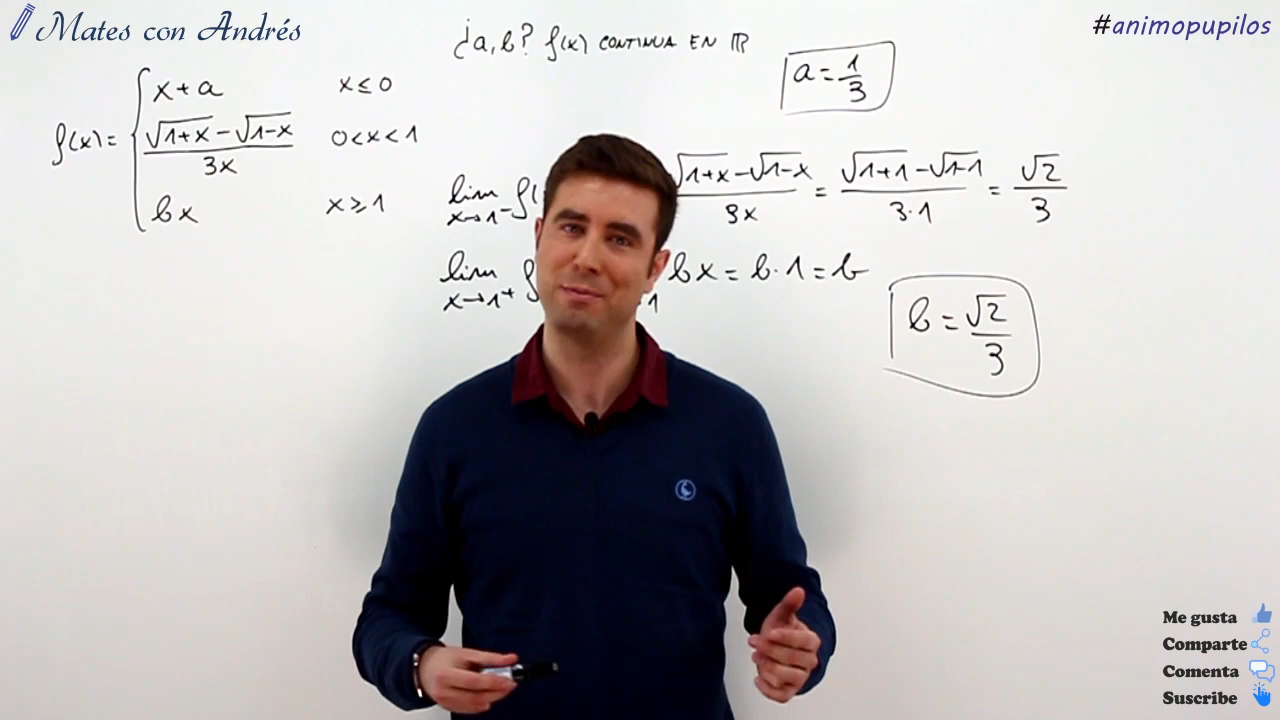 Mates con Andrés
#animopupilos
¿a, b? f(x) CONTINUA EN ℝ
a = 1/3
f(x) = { x + a   x ≤ 0
(√1+x − √1−x)/3x   0 < x < 1
bx   x ≥ 1
lim x→1⁻ f( (√1+x − √1−x)/3x = (√1+1 − √1−1)/3·1 = √2/3
lim x→1⁺ f 1 bx = b·1 = b
b = √2/3
Me gusta
Comparte
Comenta
Suscribe